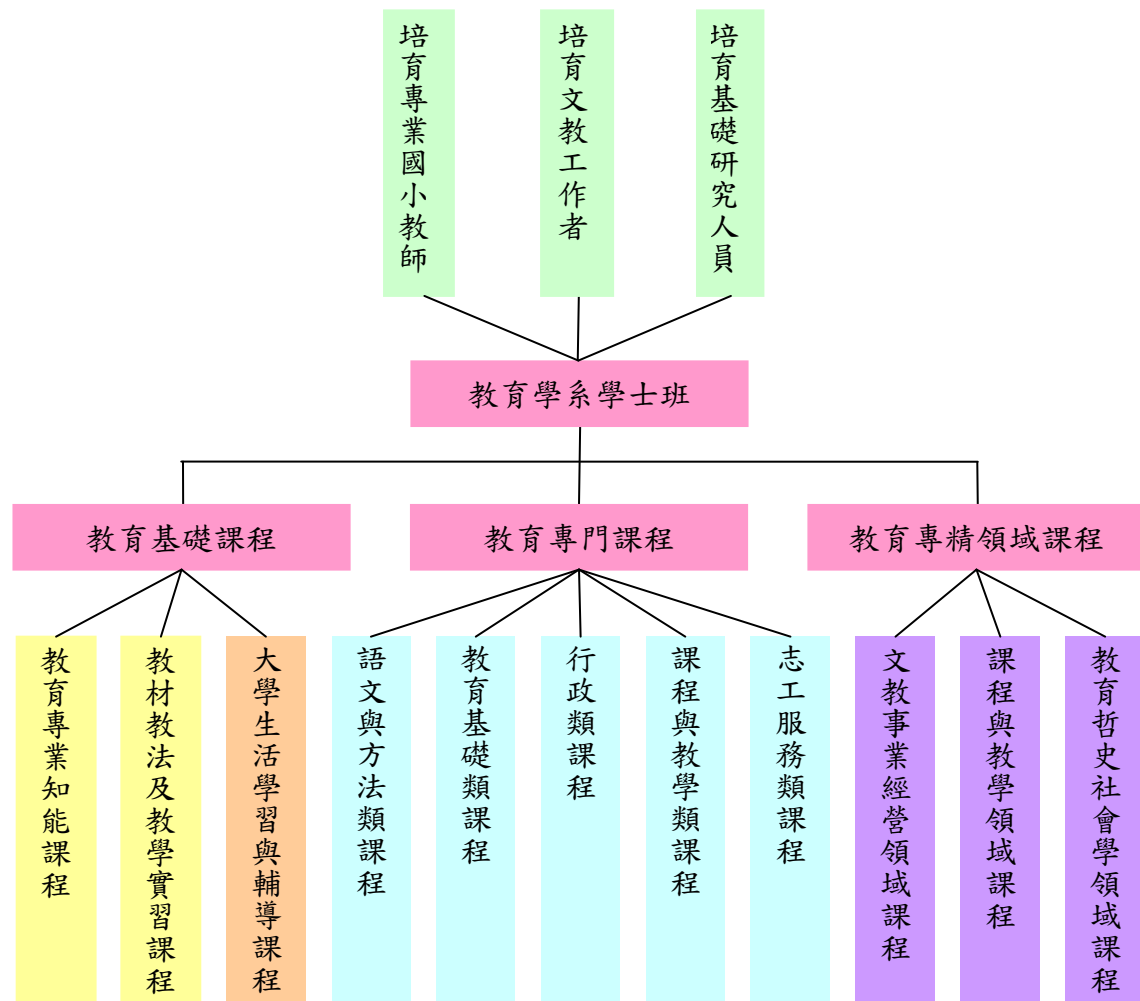 培育專業國小教師
培育文教工作者
培育基礎研究人員
教育學系學士班
教育基礎課程
教育專門課程
教育專精領域課程
教育專業知能課程
教材教法及教學實習課程
大學生活學習與輔導課程
語文與方法類課程
教育基礎類課程
行政類課程
課程與教學類課程
志工服務類課程
文教事業經營領域課程
課程與教學領域課程
教育哲史社會學領域課程